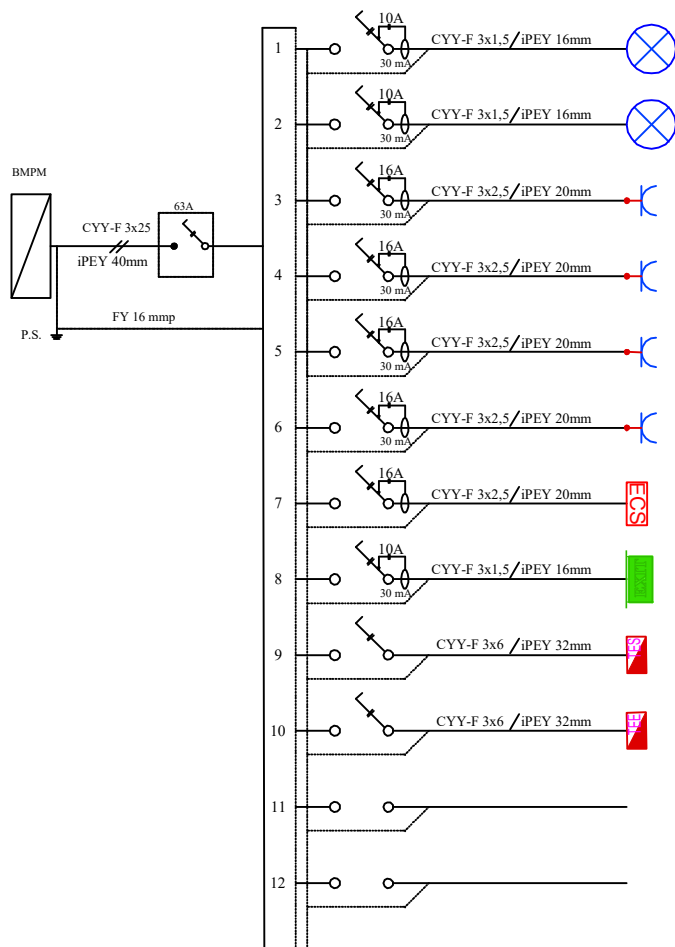 BMPM
CYY-F 3x25
iPEY 40mm
63A
FY 16 mmp
P.S.
1
10A
30 mA
CYY-F 3x1,5 iPEY 16mm
2
10A
30 mA
CYY-F 3x1,5 iPEY 16mm
3
16A
30 mA
CYY-F 3x2,5 iPEY 20mm
4
16A
30 mA
CYY-F 3x2,5 iPEY 20mm
5
16A
30 mA
CYY-F 3x2,5 iPEY 20mm
6
16A
30 mA
CYY-F 3x2,5 iPEY 20mm
7
16A
CYY-F 3x2,5 iPEY 20mm
ECS
8
10A
30 mA
CYY-F 3x1,5 iPEY 16mm
EXIT
9
CYY-F 3x6 iPEY 32mm
TES
10
CYY-F 3x6 iPEY 32mm
TEE
11
12